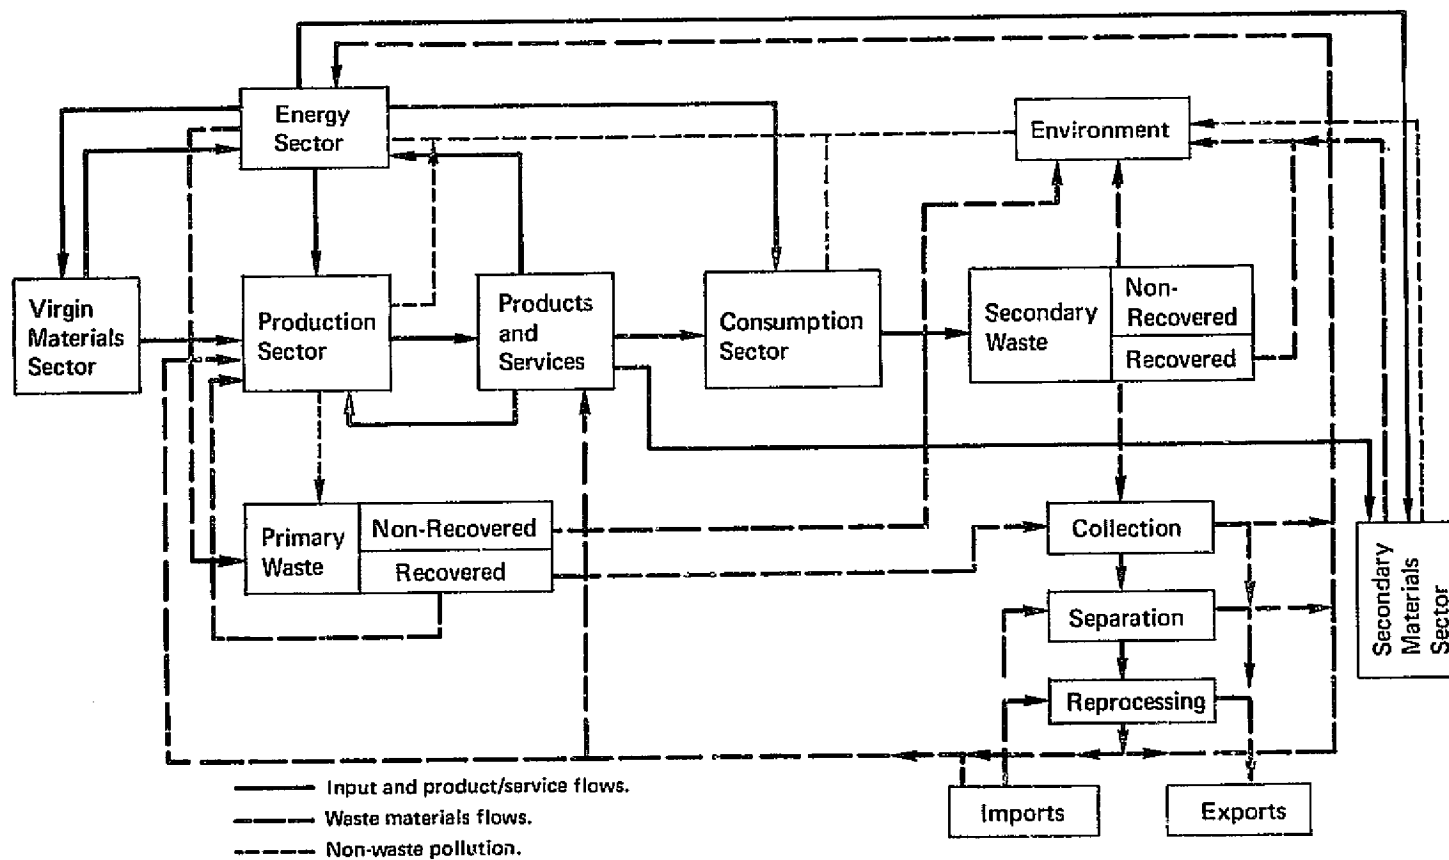 Energy
Sector
Environment
Virgin
Materials
Sector
Production
Sector
Products
and
Services
Consumption
Sector
Secondary
Waste
Non-
Recovered
Recovered
Primary
Waste
Non-Recovered
Recovered
Collection
Separation
Reprocessing
Secondary
Materials
Sector
Imports
Exports
Input and product/service flows.
Waste materials flows.
Non-waste pollution.